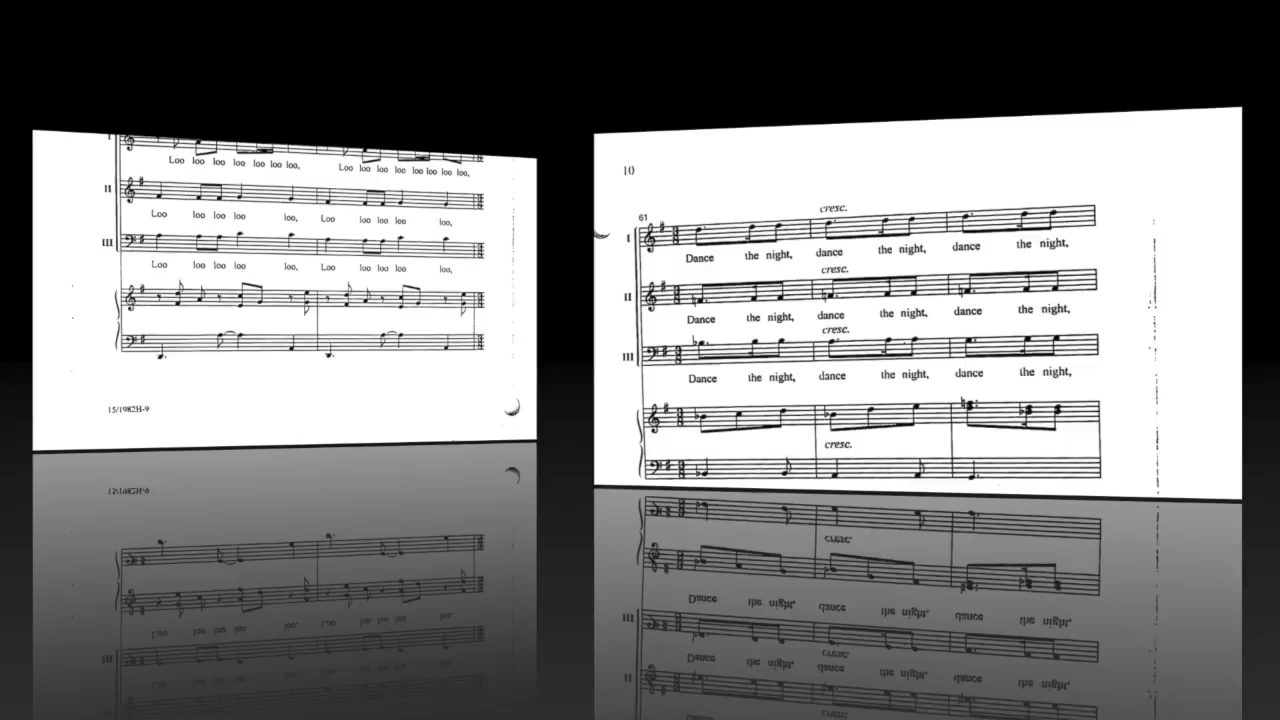 I
Loo loo loo loo loo loo loo, Loo loo loo loo loo loo loo,
II
Loo loo loo loo loo, Loo loo loo loo loo,
III
Loo loo loo loo loo, Loo loo loo loo loo,
15/1982H-9
10
61
cresc.
I
Dance the night, dance the night, dance the night,
cresc.
II
Dance the night, dance the night, dance the night,
cresc.
III
Dance the night, dance the night, dance the night,
cresc.